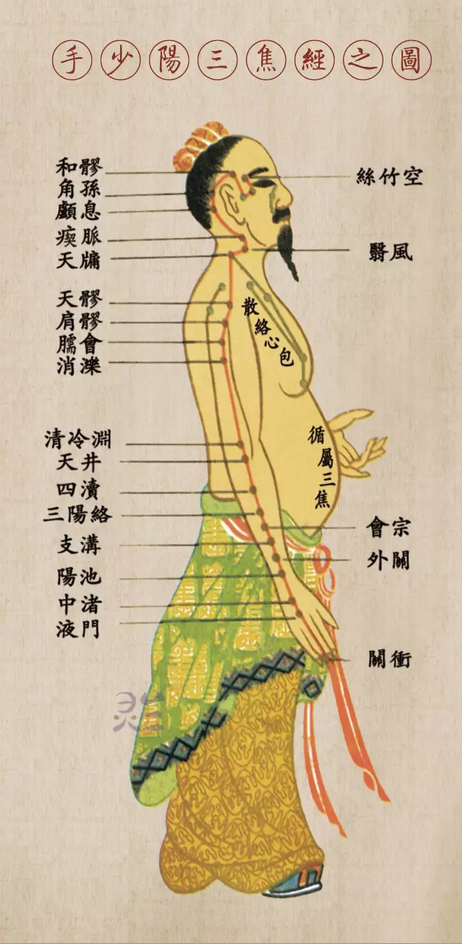 手少陽三焦經之圖
和髎
角孫
顱息
瘈脈
天牖
天髎
肩髎
臑會
消濼
清冷淵
天井
四瀆
三陽絡
支溝
陽池
中渚
液門
絲竹空
翳風
散絡心包
循屬三焦
會宗
外關
關衝